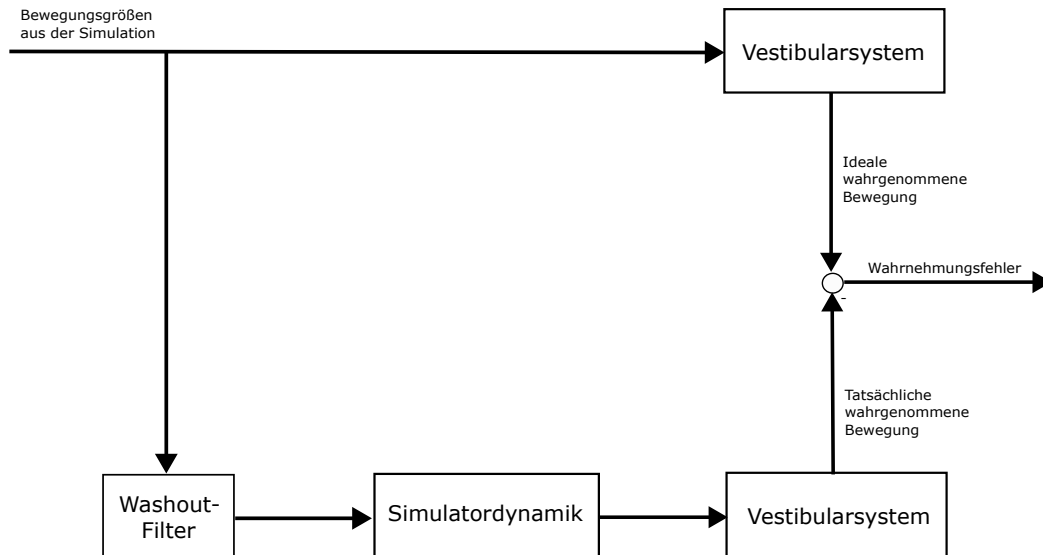 Bewegungsgrößen
aus der Simulation
Vestibularsystem
Ideale
wahrgenommene
Bewegung
Wahrnehmungsfehler
-
Tatsächliche
wahrgenommene
Bewegung
Washout-
Filter
Simulatordynamik
Vestibularsystem